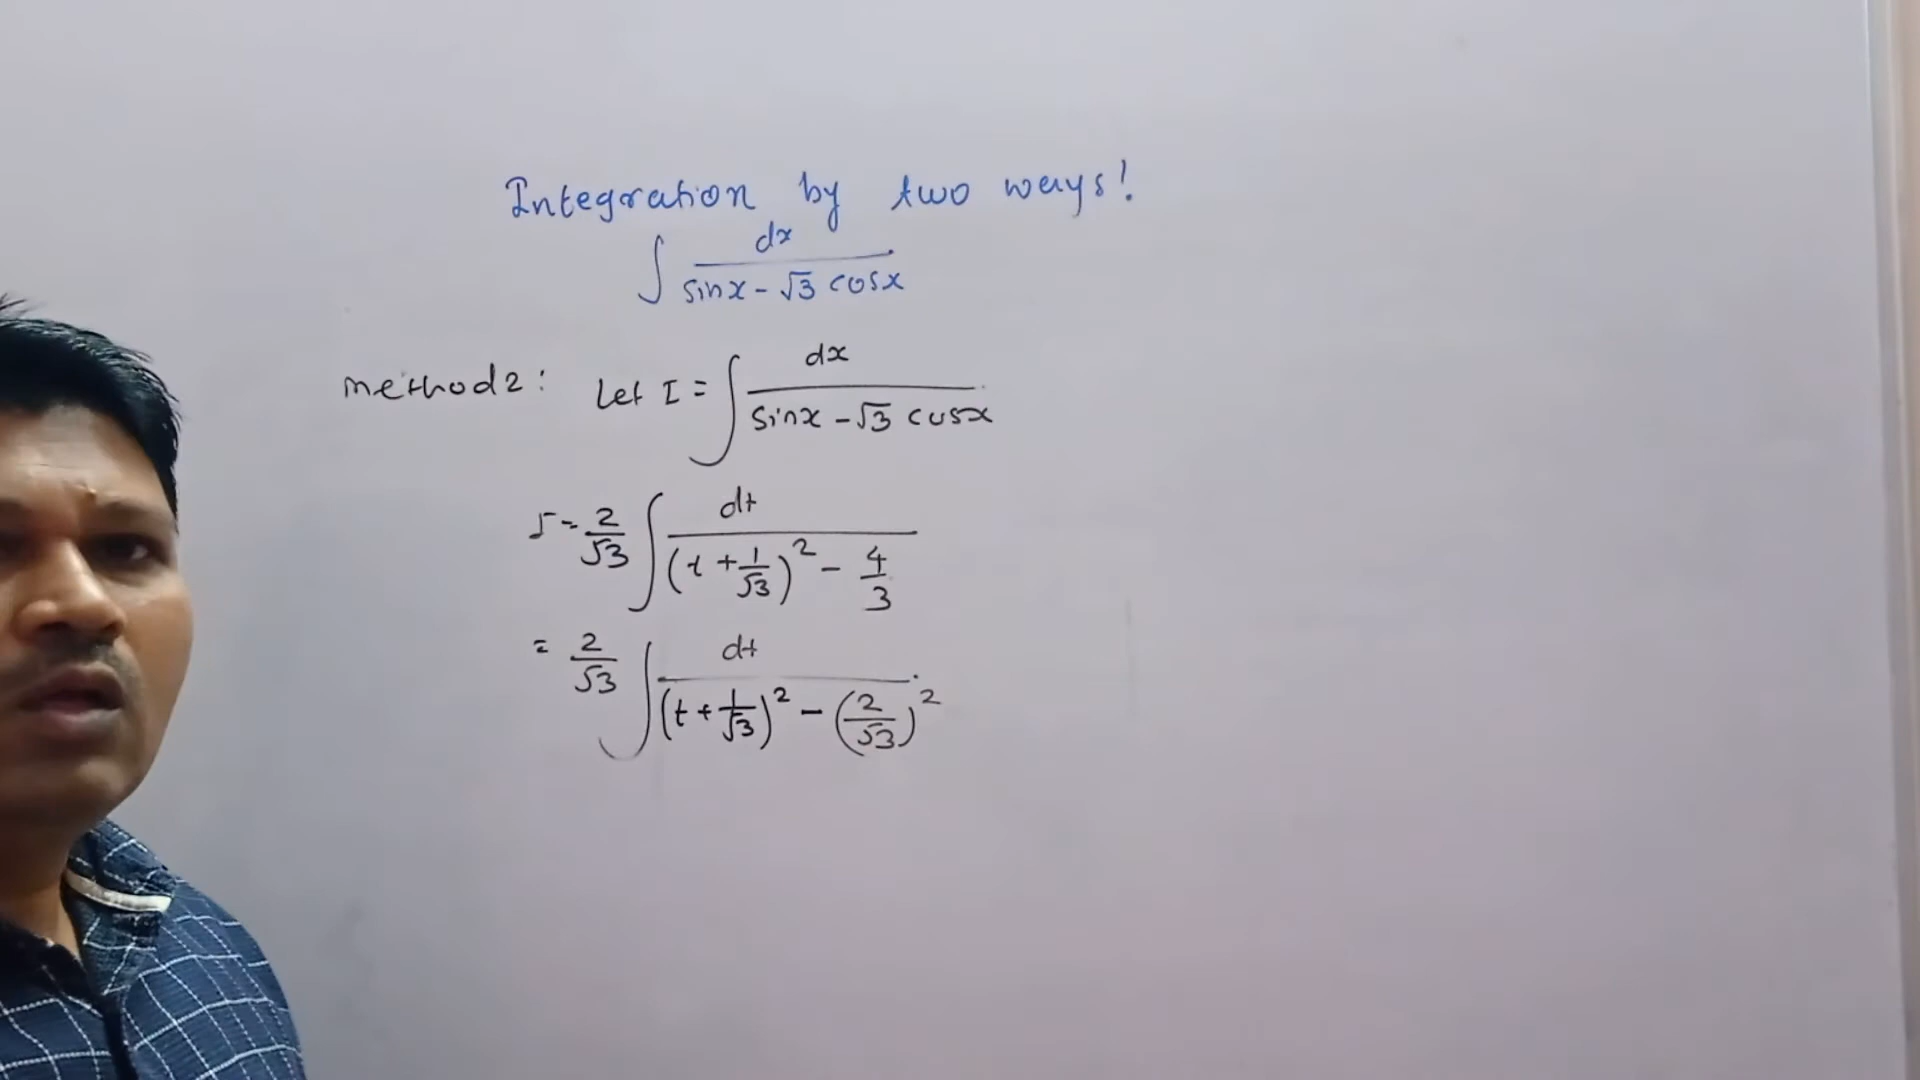 Integration by two ways!
∫ dx / (sinx - √3 cosx)
method2: Let I = ∫ dx / (sinx - √3 cosx)
I = 2/√3 ∫ dt / ((t + 1/√3)² - 4/3)
= 2/√3 ∫ dt / ((t + 1/√3)² - (2/√3)²)